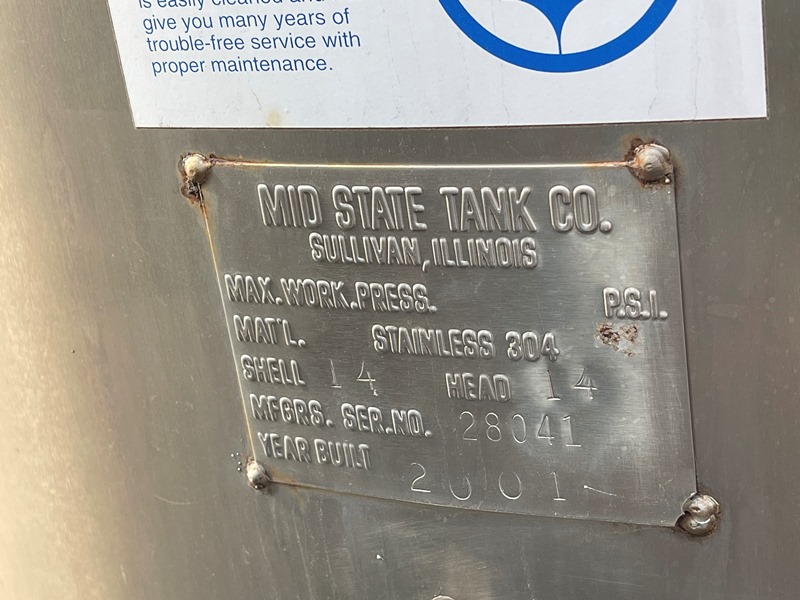 is easily cleaned and
give you many years of
trouble-free service with
proper maintenance.
MID STATE TANK CO.
SULLIVAN, ILLINOIS
MAX. WORK. PRESS. P.S.I.
MAT'L. STAINLESS 304
SHELL 14 HEAD 14
MFGRS. SER. NO. 28041
YEAR BUILT 2001